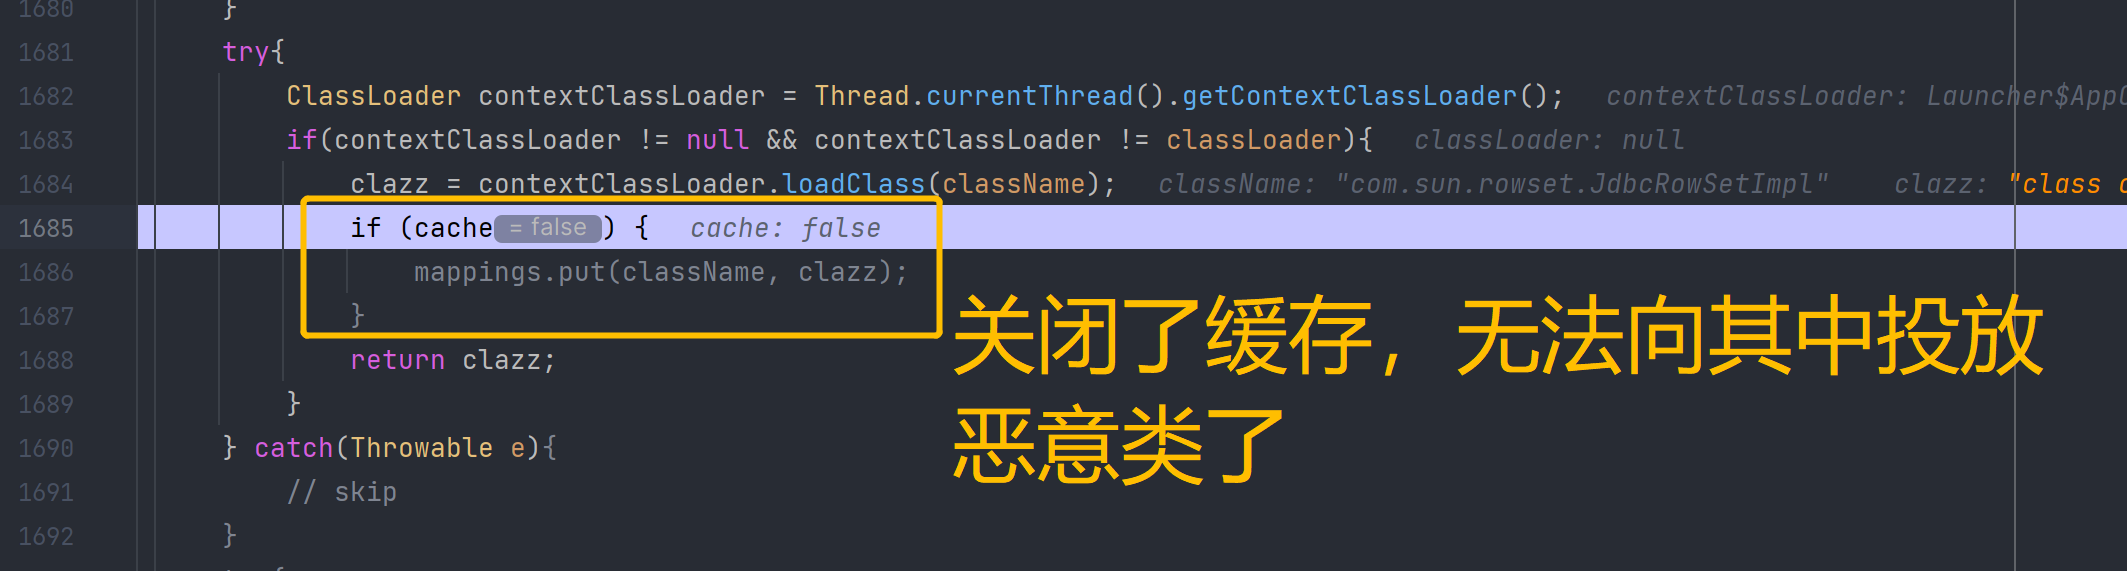 1680 }
1681 try{
1682 ClassLoader contextClassLoader = Thread.currentThread().getContextClassLoader(); contextClassLoader: Launcher$AppC
1683 if(contextClassLoader != null && contextClassLoader != classLoader){ classLoader: null
1684 clazz = contextClassLoader.loadClass(className); className: "com.sun.rowset.JdbcRowSetImpl" clazz: "class c
1685 if (cache = false ) { cache: false
1686 mappings.put(className, clazz);
1687 }
1688 return clazz;
1689 }
1690 } catch(Throwable e){
1691 // skip
1692 }
关闭了缓存，无法向其中投放
恶意类了